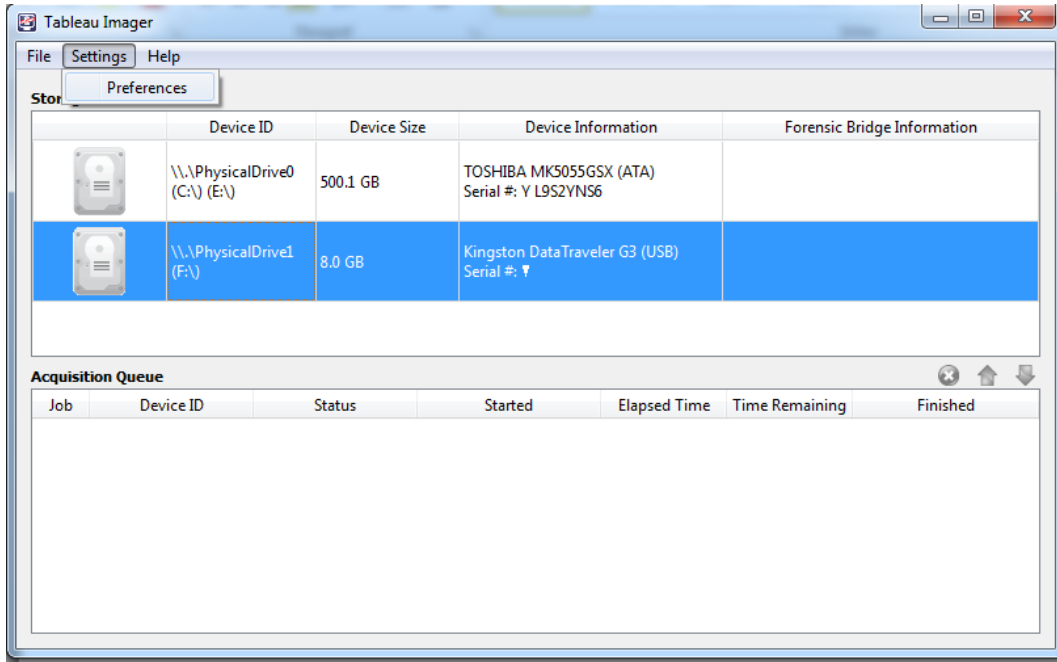 Tableau Imager
File Settings Help
Preferences
Device ID Device Size Device Information Forensic Bridge Information
\\.\PhysicalDrive0
(C:\) (E:\)
500.1 GB
TOSHIBA MK5055GSX (ATA)
Serial #: Y L9S2YNS6
\\.\PhysicalDrive1
(F:\)
8.0 GB
Kingston DataTraveler G3 (USB)
Serial #:
Acquisition Queue
Job Device ID Status Started Elapsed Time Time Remaining Finished